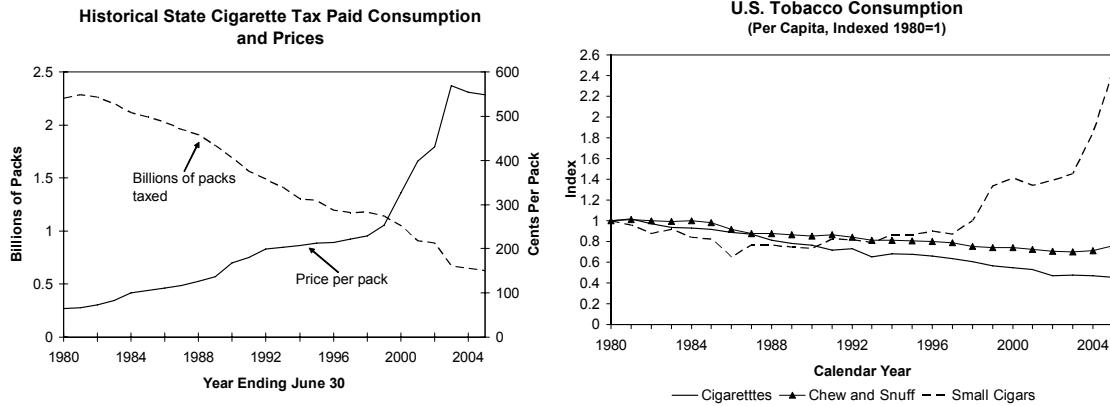 Historical State Cigarette Tax Paid Consumption
and Prices
2.5
2
1.5
1
0.5
0
Billions of Packs
600
500
400
300
200
100
0
Cents Per Pack
Billions of packs
taxed
Price per pack
1980 1984 1988 1992 1996 2000 2004
Year Ending June 30
U.S. Tobacco Consumption
(Per Capita, Indexed 1980=1)
2.6
2.4
2.2
2
1.8
1.6
1.4
1.2
1
0.8
0.6
0.4
0.2
0
Index
1980 1984 1988 1992 1996 2000 2004
Calendar Year
Cigaretttes Chew and Snuff Small Cigars